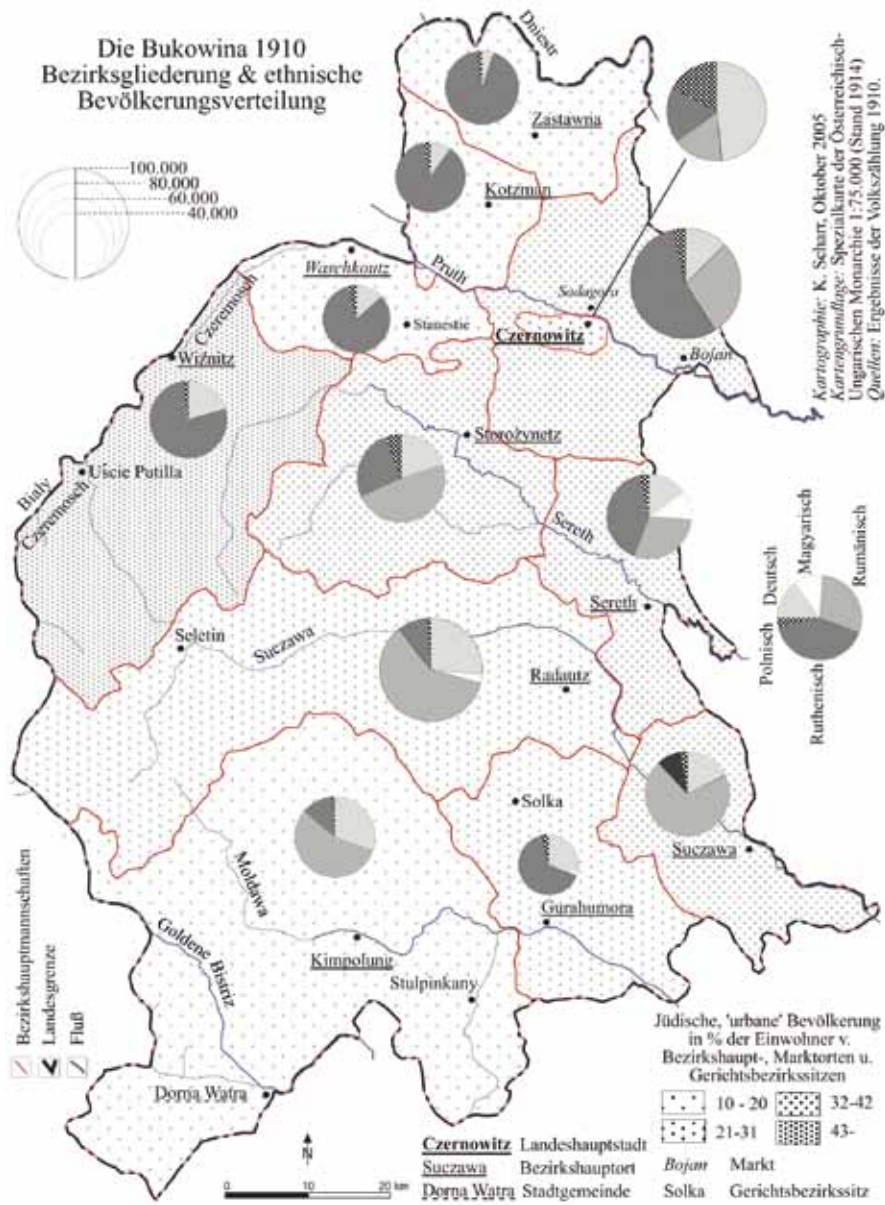 Die Bukowina 1910
Bezirksgliederung & ethnische
Bevölkerungsverteilung
100.000
80.000
60.000
40.000
Dniestr
Zastawna
Kotzman
Waschkoutz
Pruth
Sadagora
Stanestie
Czernowitz
Bojan
Czeremosch
Wiżnitz
Storożynetz
Uście Putilla
Biały
Czeremosch
Sereth
Sereth
Seletin
Suczawa
Radautz
Solka
Suczawa
Moldawa
Gurahumora
Goldene Bistriz
Kimpolung
Stulpinkany
Dorna Watra
Kartographie: K. Scharr, Oktober 2005
Kartengrundlage: Spezialkarte der Österreichisch-
Ungarischen Monarchie 1:75.000 (Stand 1914)
Quellen: Ergebnisse der Volkszählung 1910.
Polnisch
Deutsch
Magyarisch
Rumänisch
Ruthenisch
Bezirkshauptmannschaften
Landesgrenze
Fluß
Jüdische, 'urbane' Bevölkerung
in % der Einwohner v.
Bezirkshaupt-, Marktorten u.
Gerichtsbezirkssitzen
10 - 20
32-42
21-31
43-
N
0 10 20 km
Czernowitz Landeshauptstadt
Suczawa Bezirkshauptort
Dorna Watra Stadtgemeinde
Bojan Markt
Solka Gerichtsbezirkssitz